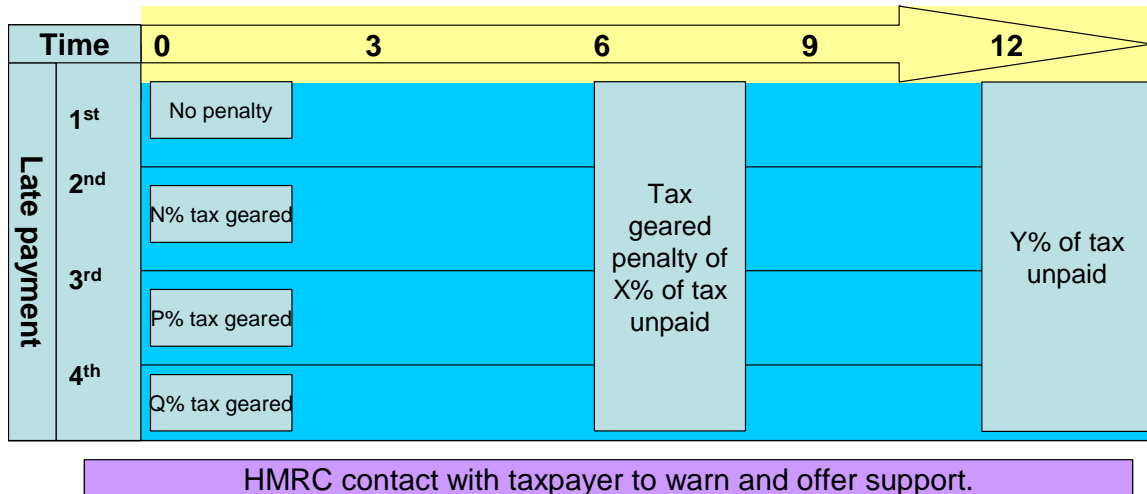 Time 0 3 6 9 12
Late payment
1st
No penalty
2nd
N% tax geared
3rd
P% tax geared
4th
Q% tax geared
Tax
geared
penalty of
X% of tax
unpaid
Y% of tax
unpaid
HMRC contact with taxpayer to warn and offer support.